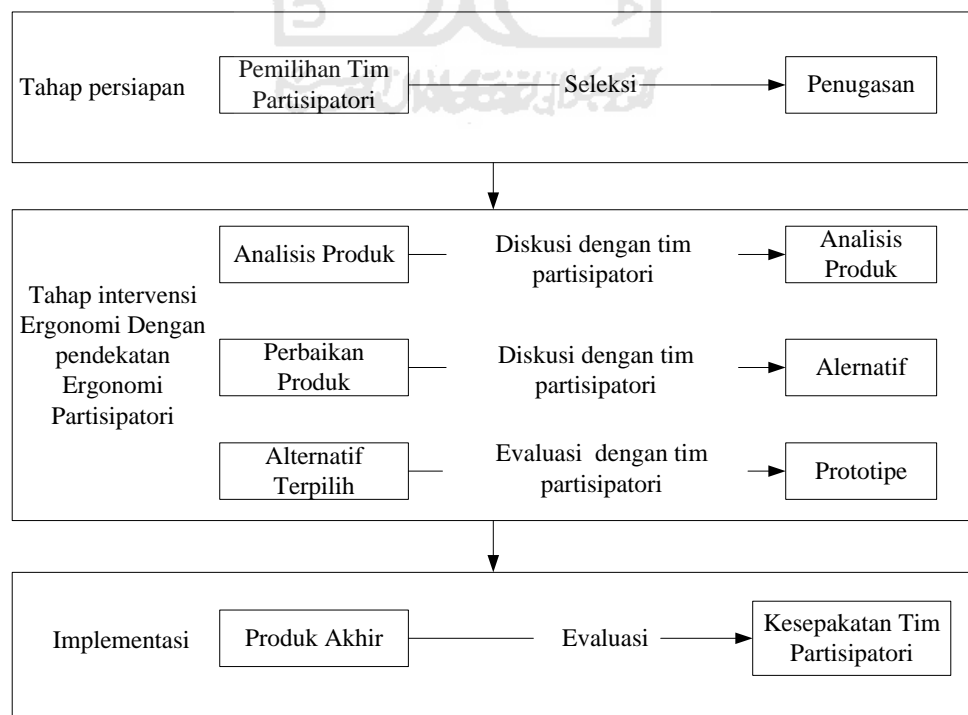 Tahap persiapan
Pemilihan Tim
Partisipatori
Seleksi
Penugasan
Tahap intervensi
Ergonomi Dengan
pendekatan
Ergonomi
Partisipatori
Analisis Produk
Diskusi dengan tim
partisipatori
Analisis
Produk
Perbaikan
Produk
Diskusi dengan tim
partisipatori
Alernatif
Alternatif
Terpilih
Evaluasi dengan tim
partisipatori
Prototipe
Implementasi
Produk Akhir
Evaluasi
Kesepakatan Tim
Partisipatori